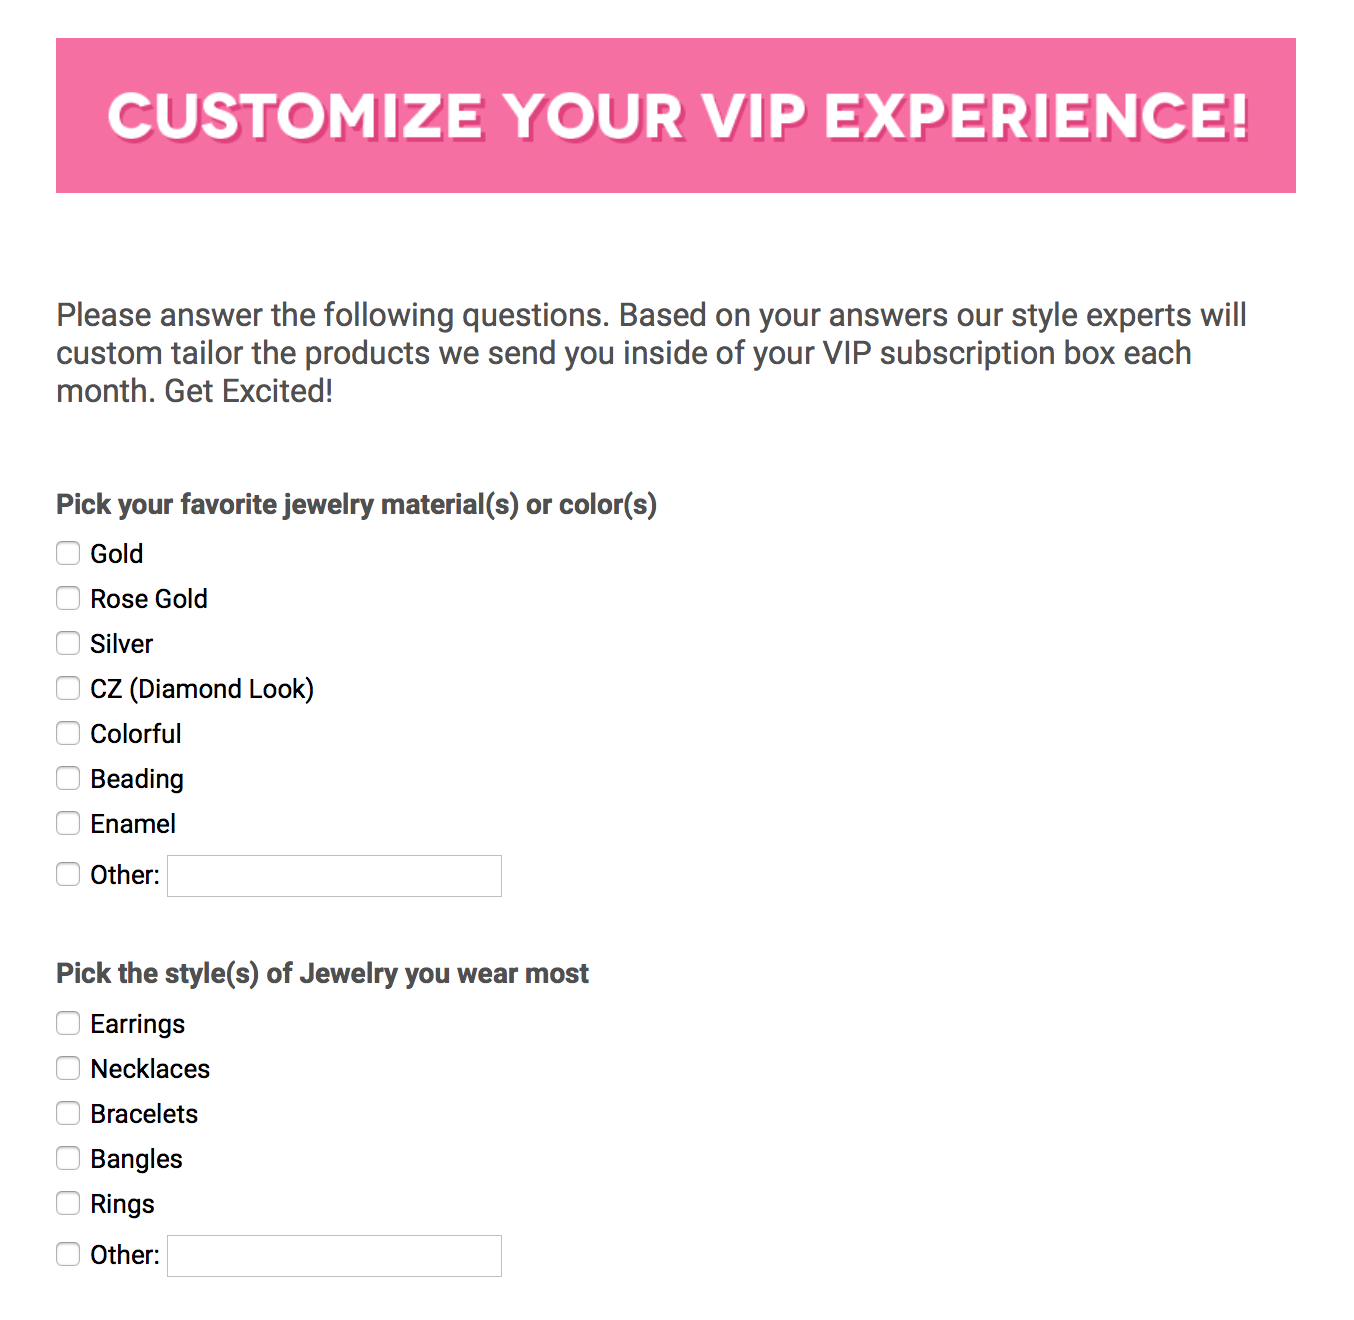 CUSTOMIZE YOUR VIP EXPERIENCE!
Please answer the following questions. Based on your answers our style experts will
custom tailor the products we send you inside of your VIP subscription box each
month. Get Excited!
Pick your favorite jewelry material(s) or color(s)
Gold
Rose Gold
Silver
CZ (Diamond Look)
Colorful
Beading
Enamel
Other:
Pick the style(s) of Jewelry you wear most
Earrings
Necklaces
Bracelets
Bangles
Rings
Other: